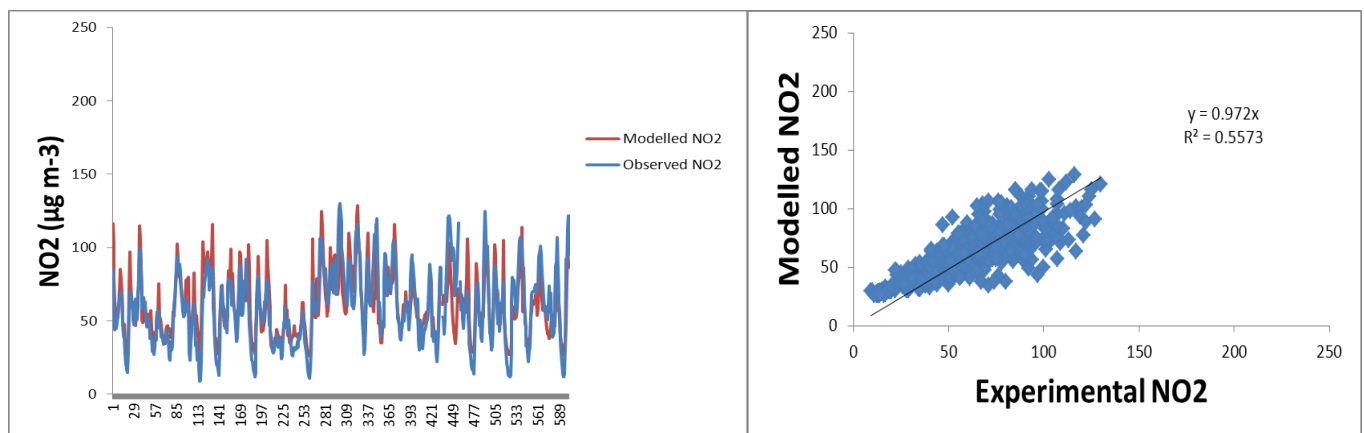 250
200
150
100
50
0
NO2 (µg m-3)
1 29 57 85 113 141 169 197 225 253 281 309 337 365 393 421 449 477 505 533 561 589
Modelled NO2
Observed NO2
250
200
150
100
50
0
Modelled NO2
y = 0.972x
R² = 0.5573
0 50 100 150 200 250
Experimental NO2